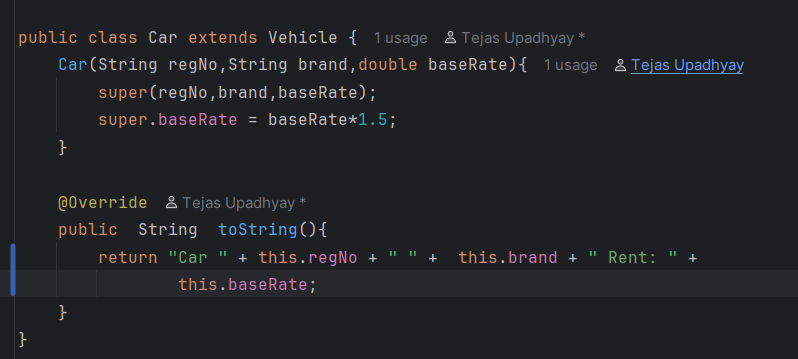 public class Car extends Vehicle {  1 usage  Tejas Upadhyay *
    Car(String regNo,String brand,double baseRate){  1 usage  Tejas Upadhyay
        super(regNo,brand,baseRate);
        super.baseRate = baseRate*1.5;
    }
    @Override  Tejas Upadhyay *
    public  String  toString(){
        return "Car " + this.regNo + " " +  this.brand + " Rent: " +
                this.baseRate;
    }
}